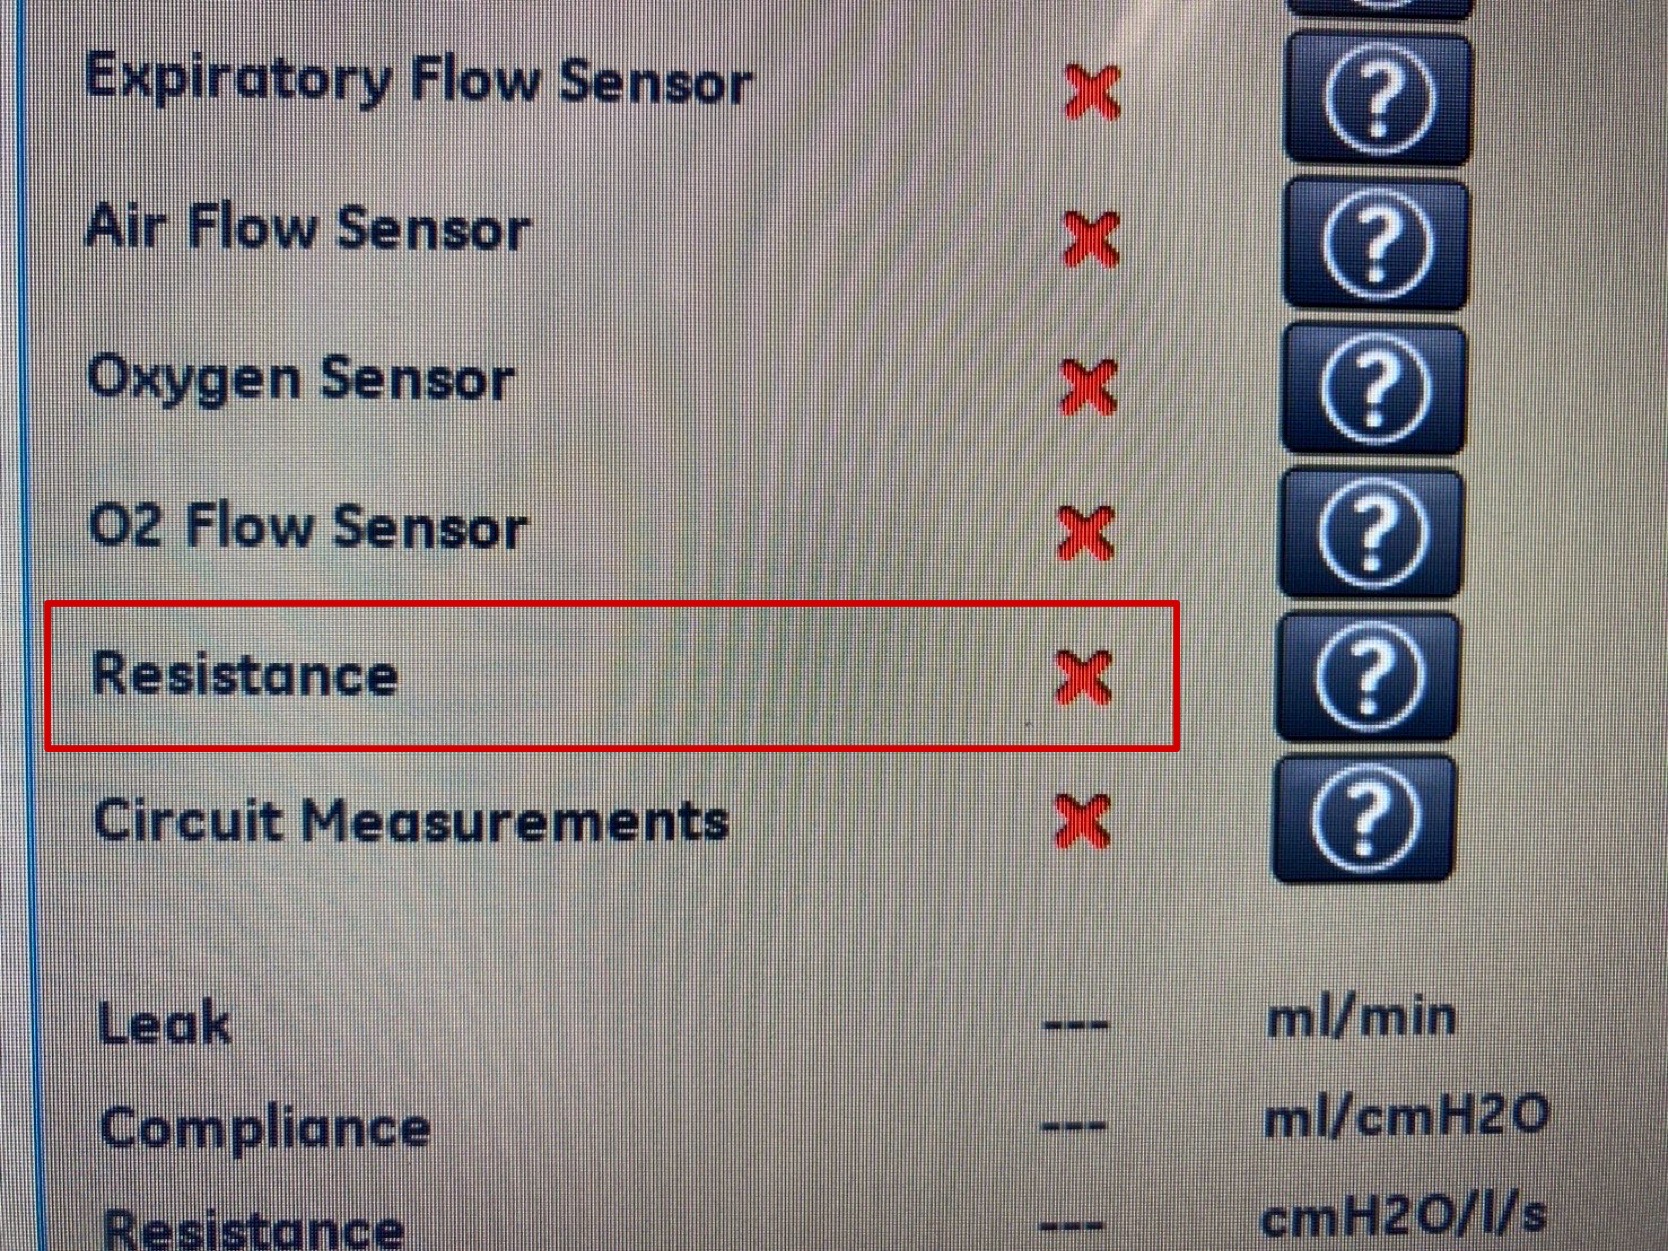 Expiratory Flow Sensor ?
Air Flow Sensor ?
Oxygen Sensor ?
O2 Flow Sensor ?
Resistance ?
Circuit Measurements ?
Leak --- ml/min
Compliance --- ml/cmH2O
Resistance --- cmH2O/l/s